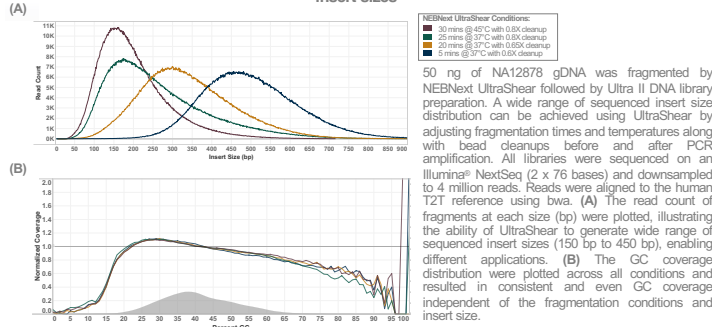 INSERT SIZES
(A)
NEBNext UltraShear Conditions:
30 mins @ 45°C with 0.8X cleanup
25 mins @ 37°C with 0.8X cleanup
20 mins @ 37°C with 0.65X cleanup
5 mins @ 37°C with 0.6X cleanup
11K
10K
9K
8K
7K
6K
5K
4K
3K
2K
1K
0K
Read Count
0 50 100 150 200 250 300 350 400 450 500 550 600 650 700 750 800 850 900
Insert Size (bp)
50 ng of NA12878 gDNA was fragmented by
NEBNext UltraShear followed by Ultra II DNA library
preparation. A wide range of sequenced insert size
distribution can be achieved using UltraShear by
adjusting fragmentation times and temperatures along
with bead cleanups before and after PCR
amplification. All libraries were sequenced on an
Illumina® NextSeq (2 x 76 bases) and downsampled
to 4 million reads. Reads were aligned to the human
T2T reference using bwa. (A) The read count of
fragments at each size (bp) were plotted, illustrating
the ability of UltraShear to generate wide range of
sequenced insert sizes (150 bp to 450 bp), enabling
different applications. (B) The GC coverage
distribution were plotted across all conditions and
resulted in consistent and even GC coverage
independent of the fragmentation conditions and
insert size.
(B)
2.0
1.8
1.6
1.4
1.2
1.0
0.8
0.6
0.4
0.2
0.0
Normalized Coverage
0 5 10 15 20 25 30 35 40 45 50 55 60 65 70 75 80 85 90 95 100
Percent GC